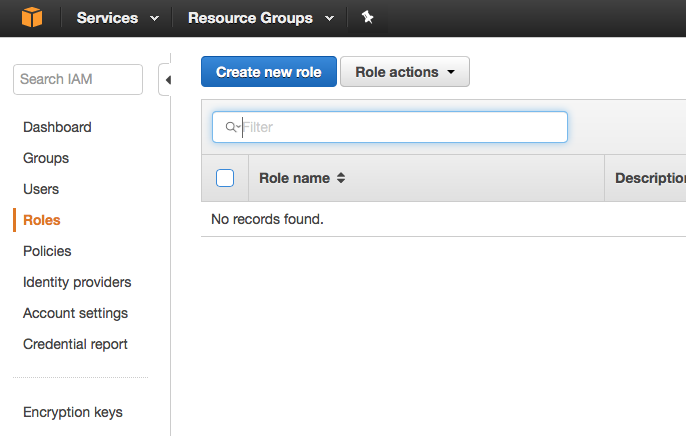 Services
Resource Groups
Search IAM
Dashboard
Groups
Users
Roles
Policies
Identity providers
Account settings
Credential report
Encryption keys
Create new role
Role actions
Filter
Role name
Descriptio
No records found.